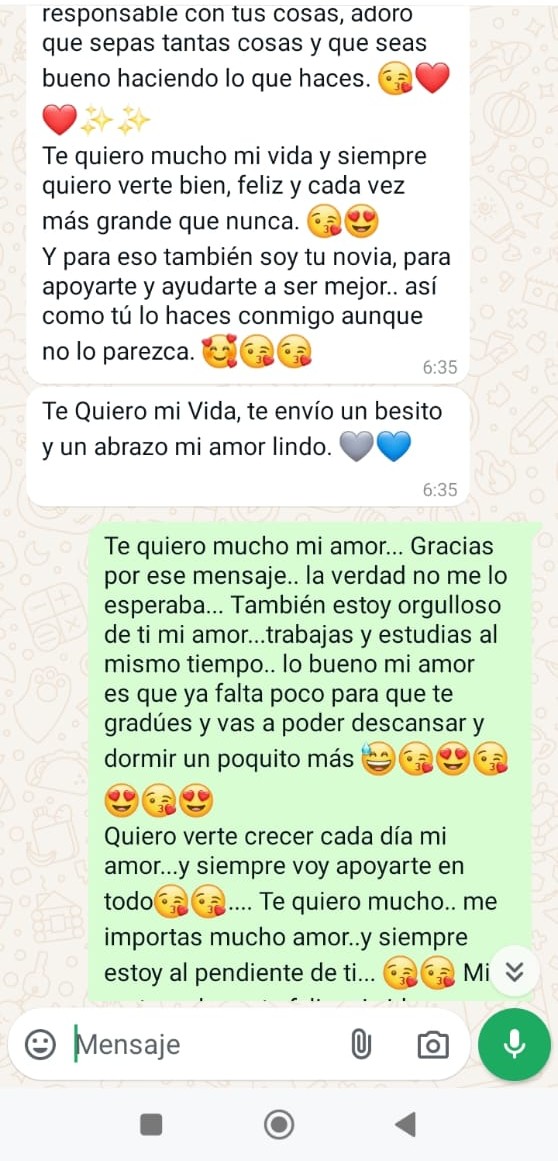 responsable con tus cosas, adoro
que sepas tantas cosas y que seas
bueno haciendo lo que haces. 😘❤️
❤️✨✨
Te quiero mucho mi vida y siempre
quiero verte bien, feliz y cada vez
más grande que nunca. 😘😍
Y para eso también soy tu novia, para
apoyarte y ayudarte a ser mejor.. así
como tú lo haces conmigo aunque
no lo parezca. 🥰😘😘
6:35
Te Quiero mi Vida, te envío un besito
y un abrazo mi amor lindo. 🩶💙
6:35
Te quiero mucho mi amor... Gracias
por ese mensaje.. la verdad no me lo
esperaba... También estoy orgulloso
de ti mi amor...trabajas y estudias al
mismo tiempo.. lo bueno mi amor
es que ya falta poco para que te
gradúes y vas a poder descansar y
dormir un poquito más 😅😘😍😘
😍😘😍
Quiero verte crecer cada día mi
amor...y siempre voy apoyarte en
todo😘😘.... Te quiero mucho.. me
importas mucho amor..y siempre
estoy al pendiente de ti... 😘😘 Mi
Mensaje